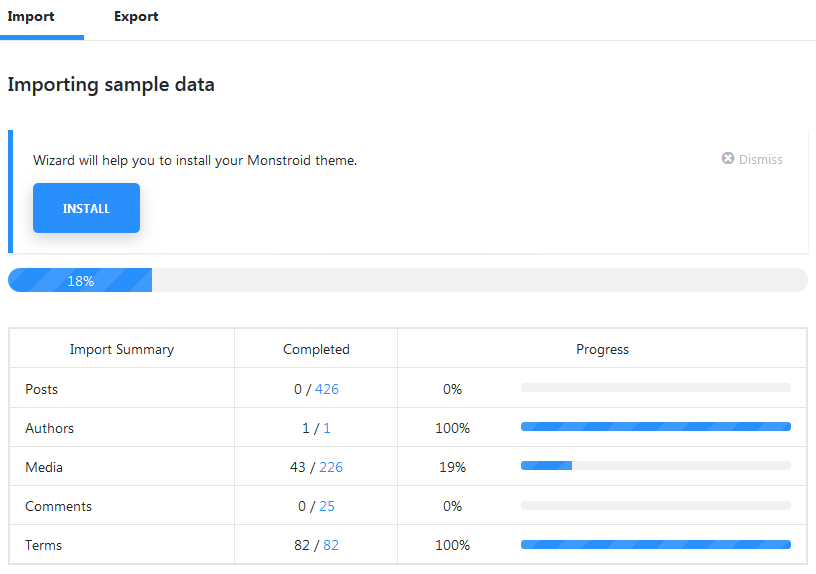 Import Export
Importing sample data
Wizard will help you to install your Monstroid theme.
Dismiss
INSTALL
18%
Import Summary Completed Progress
Posts 0 / 426 0%
Authors 1 / 1 100%
Media 43 / 226 19%
Comments 0 / 25 0%
Terms 82 / 82 100%